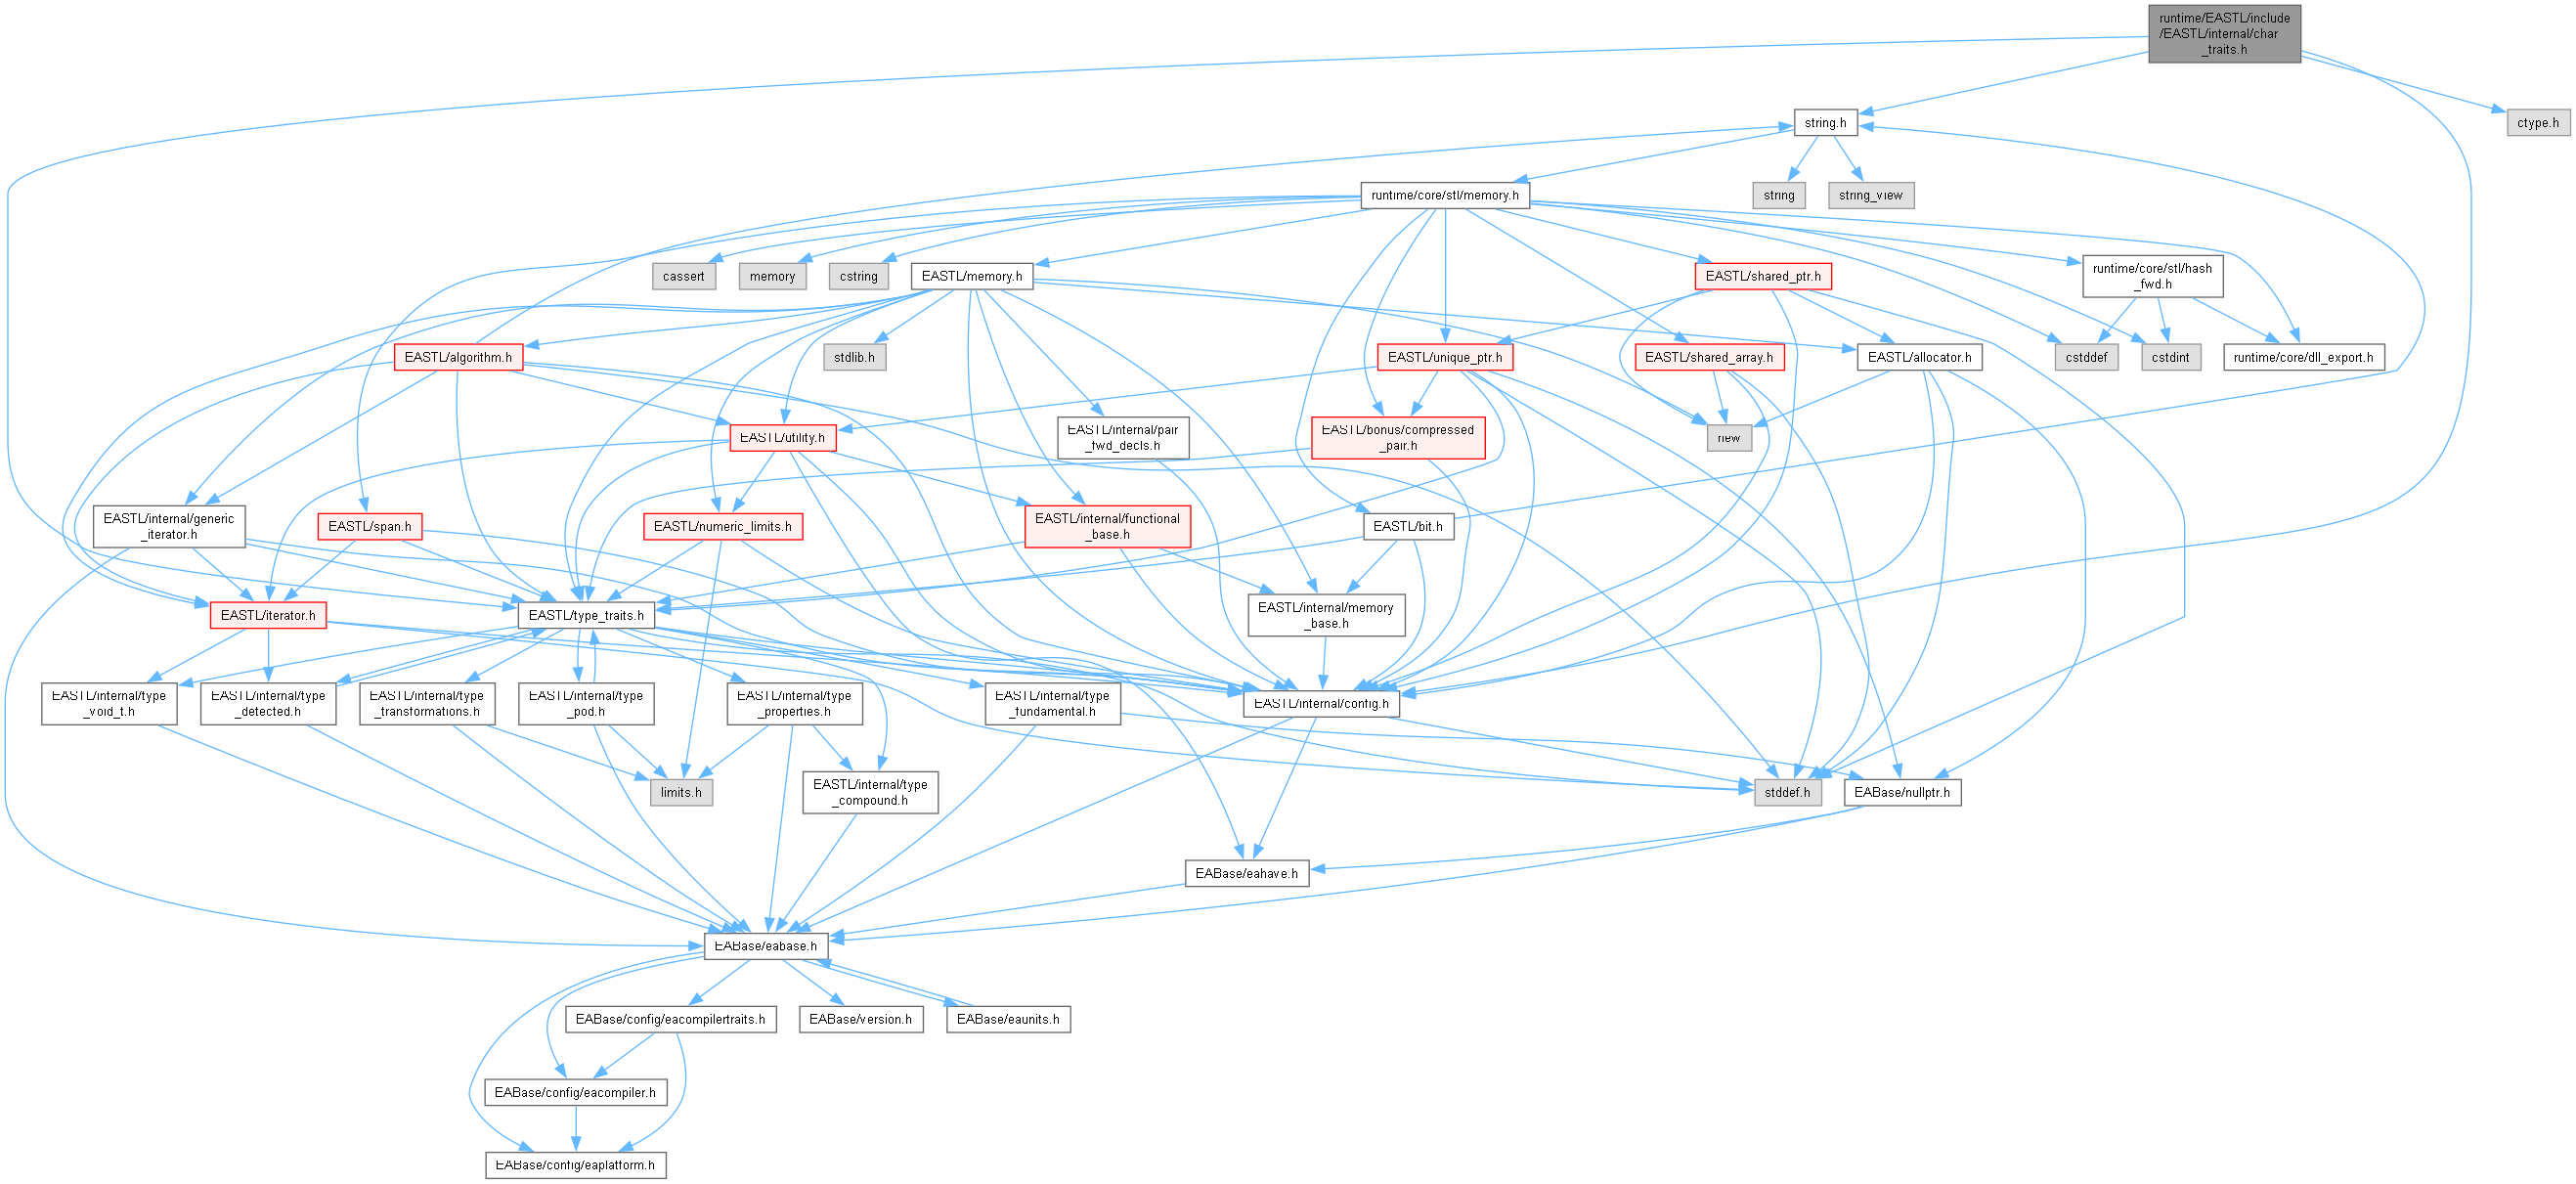 runtime/EASTL/include
/EASTL/internal/char
_traits.h
string.h
ctype.h
runtime/core/stl/memory.h
string
string_view
cassert
memory
cstring
EASTL/memory.h
EASTL/shared_ptr.h
runtime/core/stl/hash
_fwd.h
EASTL/algorithm.h
stdlib.h
EASTL/unique_ptr.h
EASTL/shared_array.h
EASTL/allocator.h
cstddef
cstdint
runtime/core/dll_export.h
EASTL/utility.h
EASTL/internal/pair
_fwd_decls.h
EASTL/bonus/compressed
_pair.h
new
EASTL/internal/generic
_iterator.h
EASTL/span.h
EASTL/numeric_limits.h
EASTL/internal/functional
_base.h
EASTL/bit.h
EASTL/iterator.h
EASTL/type_traits.h
EASTL/internal/memory
_base.h
EASTL/internal/type
_void_t.h
EASTL/internal/type
_detected.h
EASTL/internal/type
_transformations.h
EASTL/internal/type
_pod.h
EASTL/internal/type
_properties.h
EASTL/internal/type
_fundamental.h
EASTL/internal/config.h
limits.h
EASTL/internal/type
_compound.h
stddef.h
EABase/nullptr.h
EABase/eahave.h
EABase/eabase.h
EABase/config/eacompilertraits.h
EABase/version.h
EABase/eaunits.h
EABase/config/eacompiler.h
EABase/config/eaplatform.h